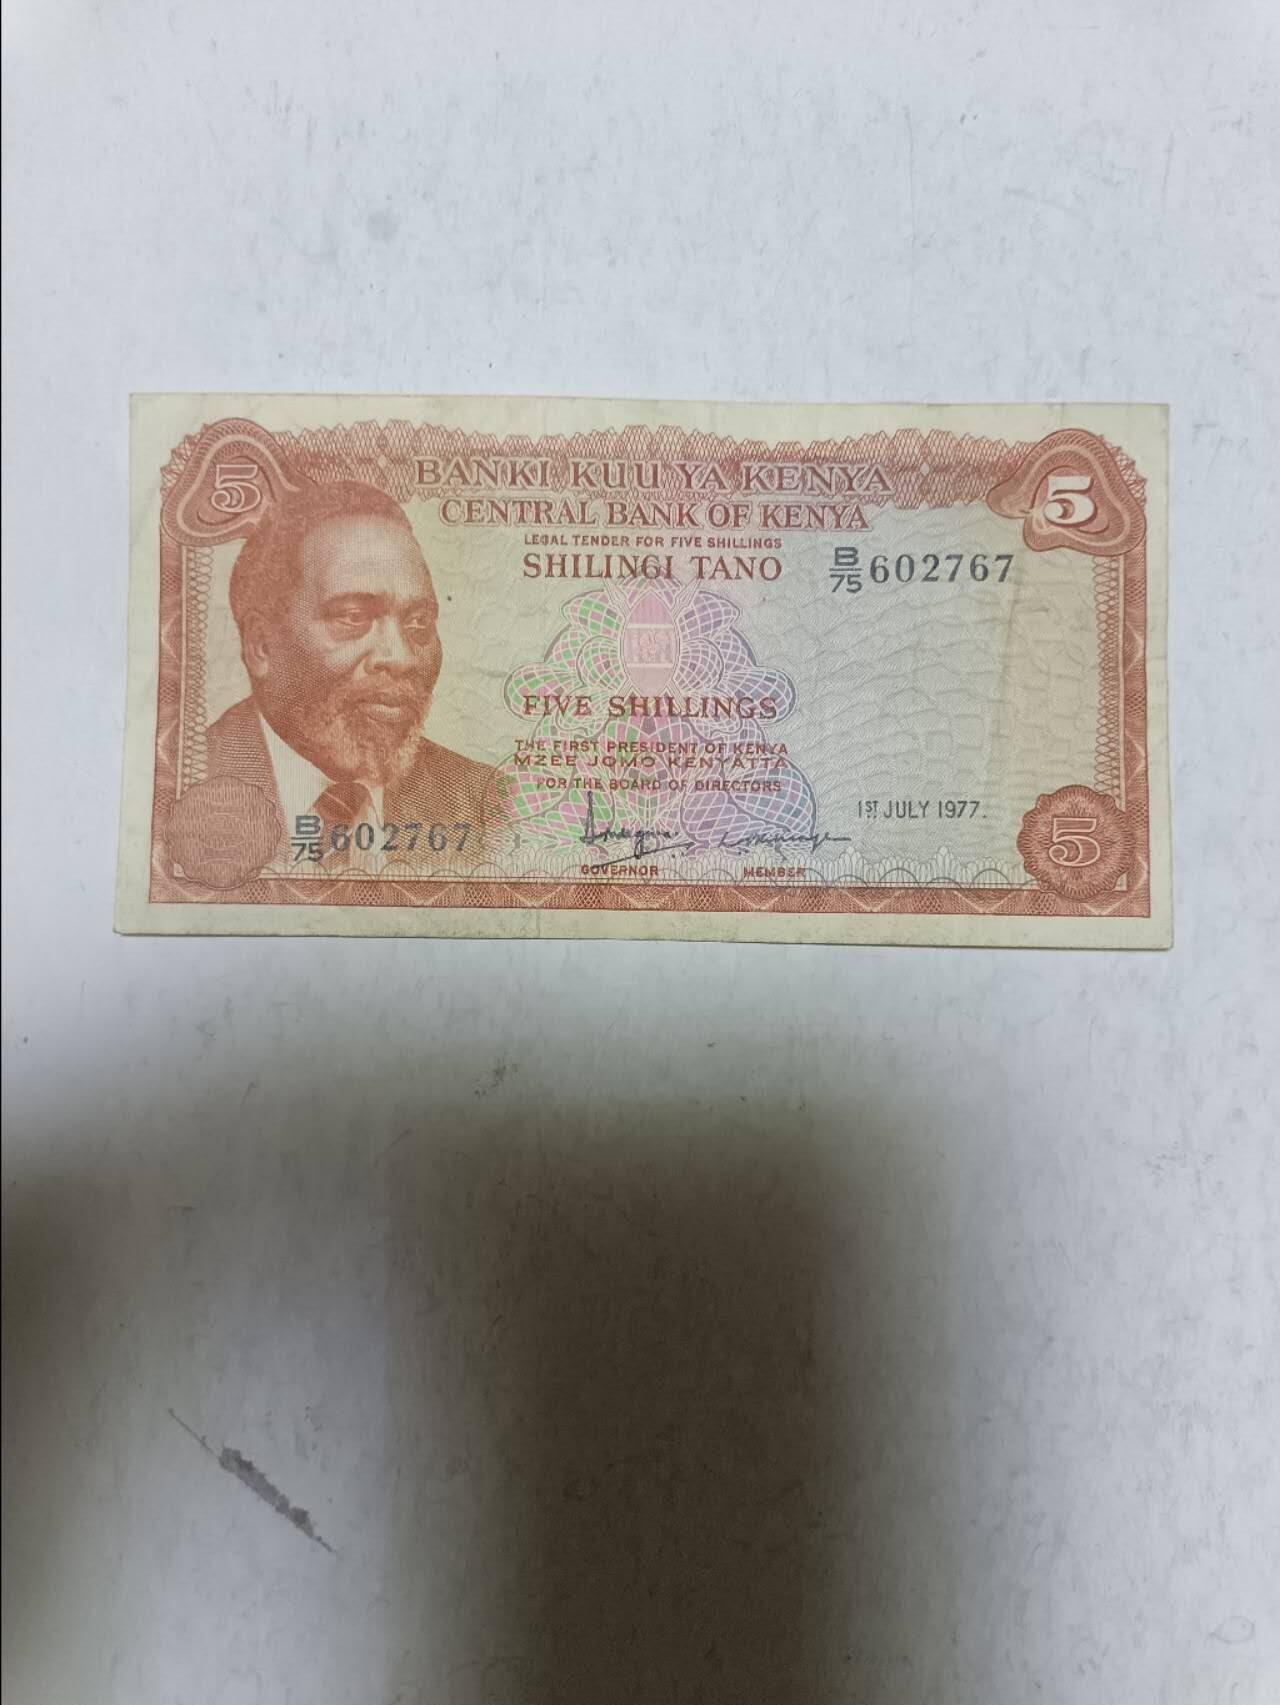 5
5
BANKI KUU YA KENYA
CENTRAL BANK OF KENYA
LEGAL TENDER FOR FIVE SHILLINGS
SHILINGI TANO
B/75 602767
FIVE SHILLINGS
THE FIRST PRESIDENT OF KENYA
MZEE JOMO KENYATTA
FOR THE BOARD OF DIRECTORS
1ST JULY 1977.
B/75 602767
GOVERNOR MEMBER
5